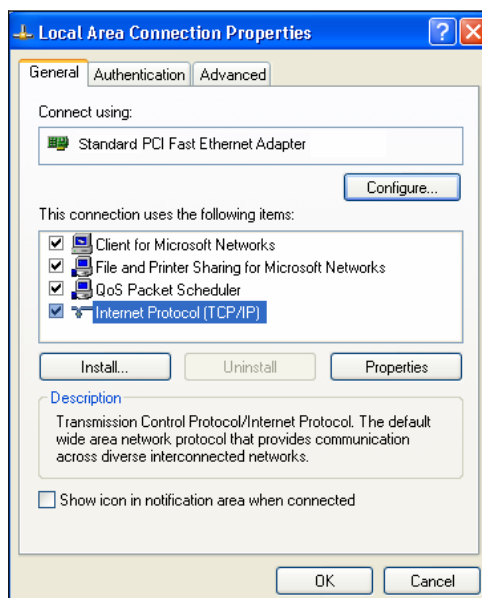 Local Area Connection Properties
?
General Authentication Advanced
Connect using:
Standard PCI Fast Ethernet Adapter
Configure...
This connection uses the following items:
Client for Microsoft Networks
File and Printer Sharing for Microsoft Networks
QoS Packet Scheduler
Internet Protocol (TCP/IP)
Install... Uninstall Properties
Description
Transmission Control Protocol/Internet Protocol. The default
wide area network protocol that provides communication
across diverse interconnected networks.
Show icon in notification area when connected
OK Cancel